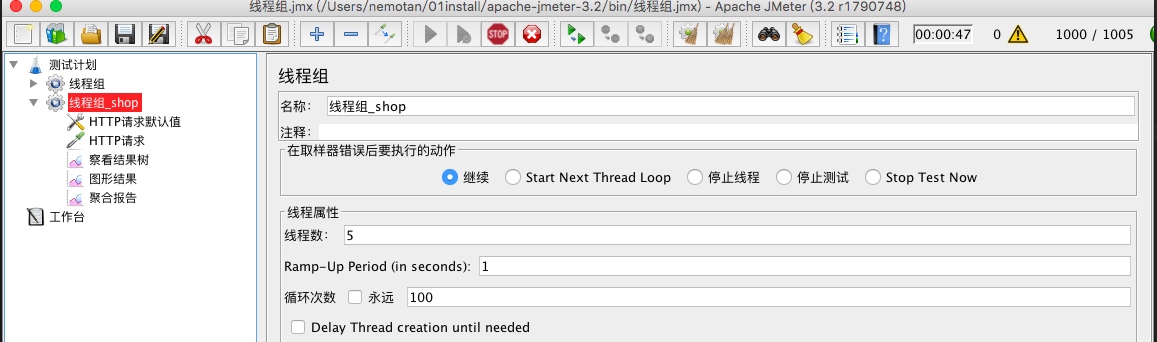 线程组.jmx (/Users/nemotan/01install/apache-jmeter-3.2/bin/线程组.jmx) - Apache JMeter (3.2 r1790748)
STOP 00:00:47 0 1000 / 1005
测试计划
线程组
线程组_shop
HTTP请求默认值
HTTP请求
察看结果树
图形结果
聚合报告
工作台
线程组
名称: 线程组_shop
注释:
在取样器错误后要执行的动作
继续 Start Next Thread Loop 停止线程 停止测试 Stop Test Now
线程属性
线程数: 5
Ramp-Up Period (in seconds): 1
循环次数 永远 100
Delay Thread creation until needed